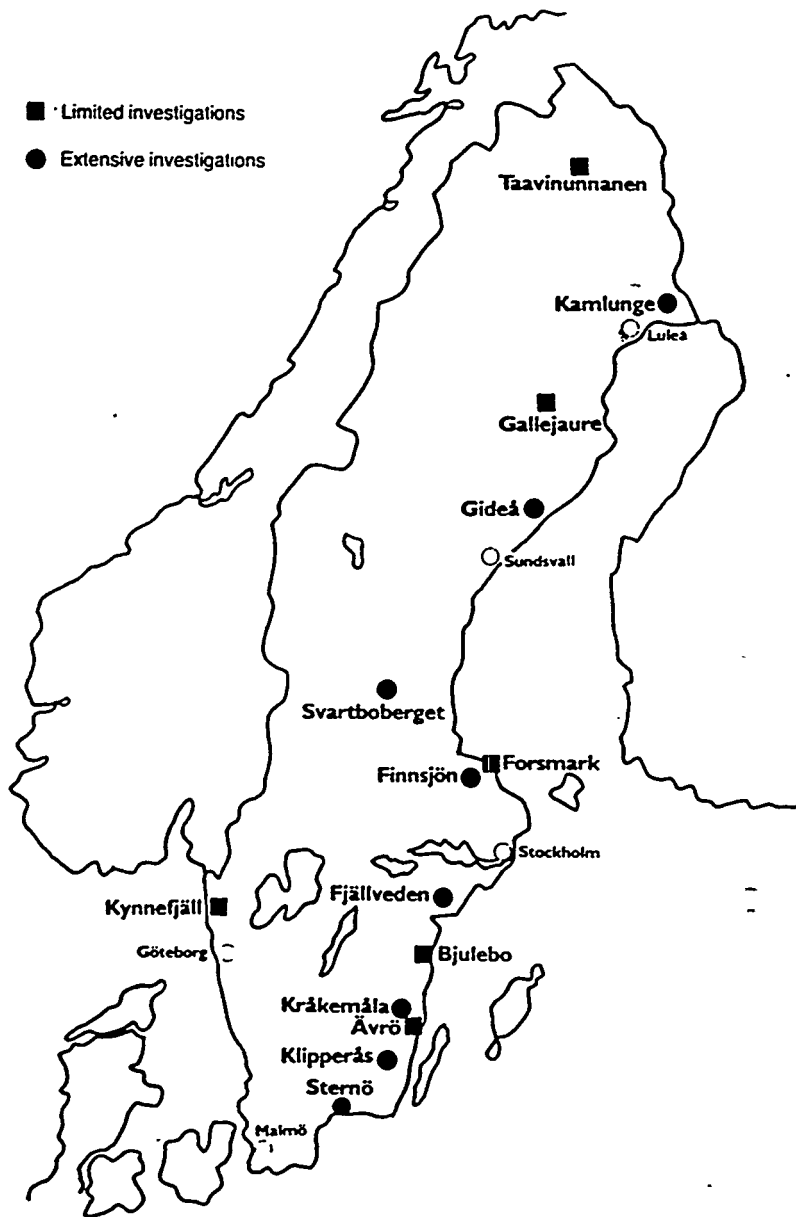 Limited investigations
Extensive investigations
Taavinunnanen
Kamlunge
Luleå
Gallejaure
Gideå
Sundsvall
Svartboberget
Forsmark
Finnsjön
Stockholm
Fjällveden
Kynnefjäll
Göteborg
Bjulebo
Kråkemåla
Ävrö
Klipperås
Sternö
Malmö